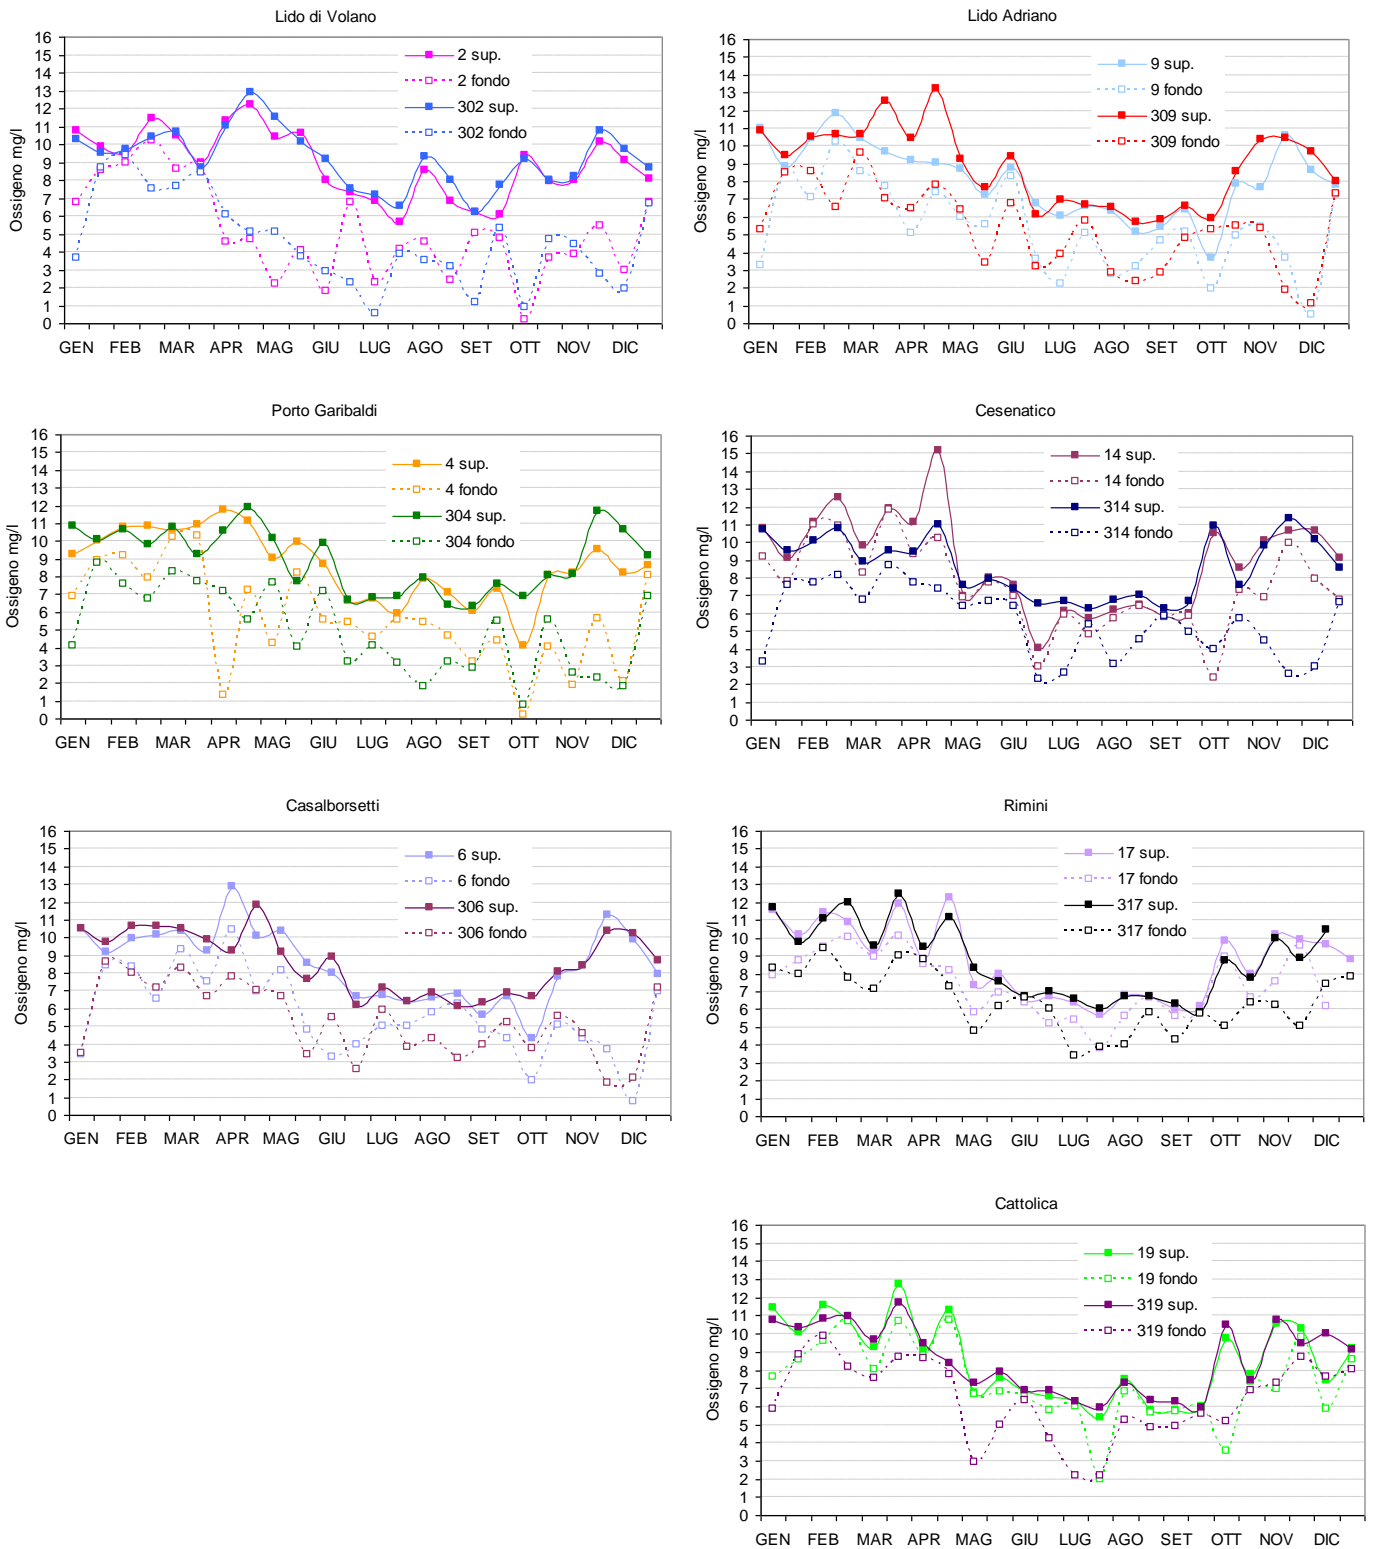 Lido di Volano
Ossigeno mg/l
16
15
14
13
12
11
10
9
8
7
6
5
4
3
2
1
0
2 sup.
2 fondo
302 sup.
302 fondo
GEN FEB MAR APR MAG GIU LUG AGO SET OTT NOV DIC
Lido Adriano
Ossigeno mg/l
16
15
14
13
12
11
10
9
8
7
6
5
4
3
2
1
0
9 sup.
9 fondo
309 sup.
309 fondo
GEN FEB MAR APR MAG GIU LUG AGO SET OTT NOV DIC
Porto Garibaldi
Ossigeno mg/l
16
15
14
13
12
11
10
9
8
7
6
5
4
3
2
1
0
4 sup.
4 fondo
304 sup.
304 fondo
GEN FEB MAR APR MAG GIU LUG AGO SET OTT NOV DIC
Cesenatico
Ossigeno mg/l
16
15
14
13
12
11
10
9
8
7
6
5
4
3
2
1
0
14 sup.
14 fondo
314 sup.
314 fondo
GEN FEB MAR APR MAG GIU LUG AGO SET OTT NOV DIC
Casalborsetti
Ossigeno mg/l
16
15
14
13
12
11
10
9
8
7
6
5
4
3
2
1
0
6 sup.
6 fondo
306 sup.
306 fondo
GEN FEB MAR APR MAG GIU LUG AGO SET OTT NOV DIC
Rimini
Ossigeno mg/l
16
15
14
13
12
11
10
9
8
7
6
5
4
3
2
1
0
17 sup.
17 fondo
317 sup.
317 fondo
GEN FEB MAR APR MAG GIU LUG AGO SET OTT NOV DIC
Cattolica
Ossigeno mg/l
16
15
14
13
12
11
10
9
8
7
6
5
4
3
2
1
0
19 sup.
19 fondo
319 sup.
319 fondo
GEN FEB MAR APR MAG GIU LUG AGO SET OTT NOV DIC